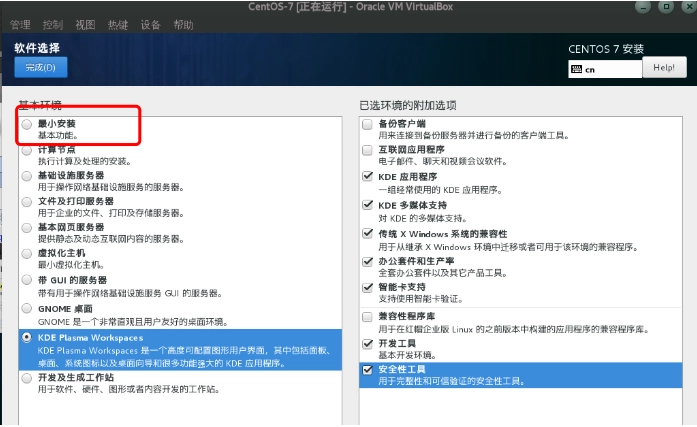 CentOS-7 [正在运行] - Oracle VM VirtualBox
管理 控制 视图 热键 设备 帮助
软件选择
完成(D)
CENTOS 7 安装
cn
Help!
基本环境
最小安装
基本功能。
计算节点
执行计算及处理的安装。
基础设施服务器
用于操作网络基础设施服务的服务器。
文件及打印服务器
用于企业的文件、打印及存储服务器。
基本网页服务器
提供静态及动态互联网内容的服务器。
虚拟化主机
最小虚拟化主机。
带 GUI 的服务器
带有用于操作网络基础设施服务 GUI 的服务器。
GNOME 桌面
GNOME 是一个非常直观且用户友好的桌面环境。
KDE Plasma Workspaces
KDE Plasma Workspaces 是一个高度可配置图形用户界面，其中包括面板、
桌面、系统图标以及桌面向导和很多功能强大的 KDE 应用程序。
开发及生成工作站
用于软件、硬件、图形或者内容开发的工作站。
已选环境的附加选项
备份客户端
用来连接到备份服务器并进行备份的客户端工具。
互联网应用程序
电子邮件、聊天和视频会议软件。
KDE 应用程序
一组经常使用的 KDE 应用程序。
KDE 多媒体支持
对 KDE 的多媒体支持。
传统 X Windows 系统的兼容性
用于从继承 X Windows 环境中迁移或者可用于该环境的兼容程序。
办公套件和生产率
全套办公套件以及其它产品工具。
智能卡支持
支持使用智能卡验证。
兼容性程序库
用于在红帽企业版 Linux 的之前版本中构建的应用程序的兼容程序库。
开发工具
基本开发环境。
安全性工具
用于完整性和可信验证的安全性工具。